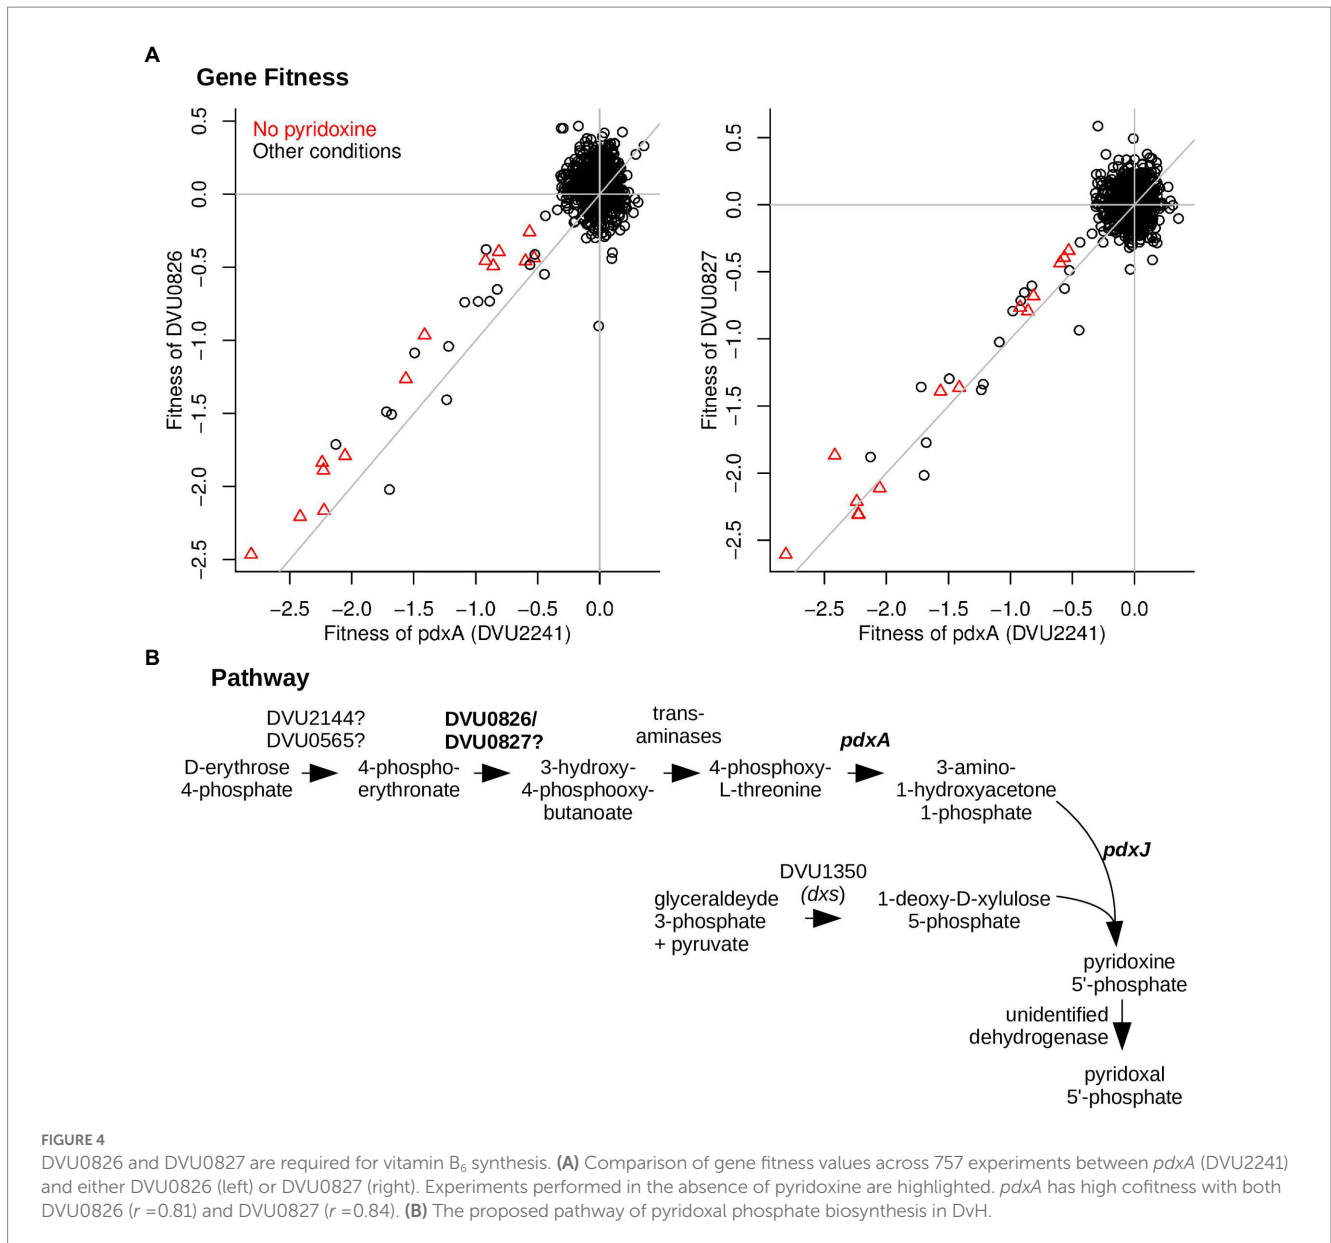 A
Gene Fitness
No pyridoxine
Other conditions
Fitness of DVU0826
0.5
0.0
−0.5
−1.0
−1.5
−2.0
−2.5
−2.5 −2.0 −1.5 −1.0 −0.5 0.0
Fitness of pdxA (DVU2241)
Fitness of DVU0827
0.5
0.0
−0.5
−1.0
−1.5
−2.0
−2.5
−2.5 −2.0 −1.5 −1.0 −0.5 0.0
Fitness of pdxA (DVU2241)
B
Pathway
DVU2144?
DVU0565?
DVU0826/
DVU0827?
trans-
aminases
pdxA
D-erythrose
4-phosphate
4-phospho-
erythronate
3-hydroxy-
4-phosphooxy-
butanoate
4-phosphoxy-
L-threonine
3-amino-
1-hydroxyacetone
1-phosphate
pdxJ
glyceraldeyde
3-phosphate
+ pyruvate
DVU1350
(dxs)
1-deoxy-D-xylulose
5-phosphate
pyridoxine
5'-phosphate
unidentified
dehydrogenase
pyridoxal
5'-phosphate
FIGURE 4
DVU0826 and DVU0827 are required for vitamin B₆ synthesis. (A) Comparison of gene fitness values across 757 experiments between pdxA (DVU2241)
and either DVU0826 (left) or DVU0827 (right). Experiments performed in the absence of pyridoxine are highlighted. pdxA has high cofitness with both
DVU0826 (r =0.81) and DVU0827 (r =0.84). (B) The proposed pathway of pyridoxal phosphate biosynthesis in DvH.